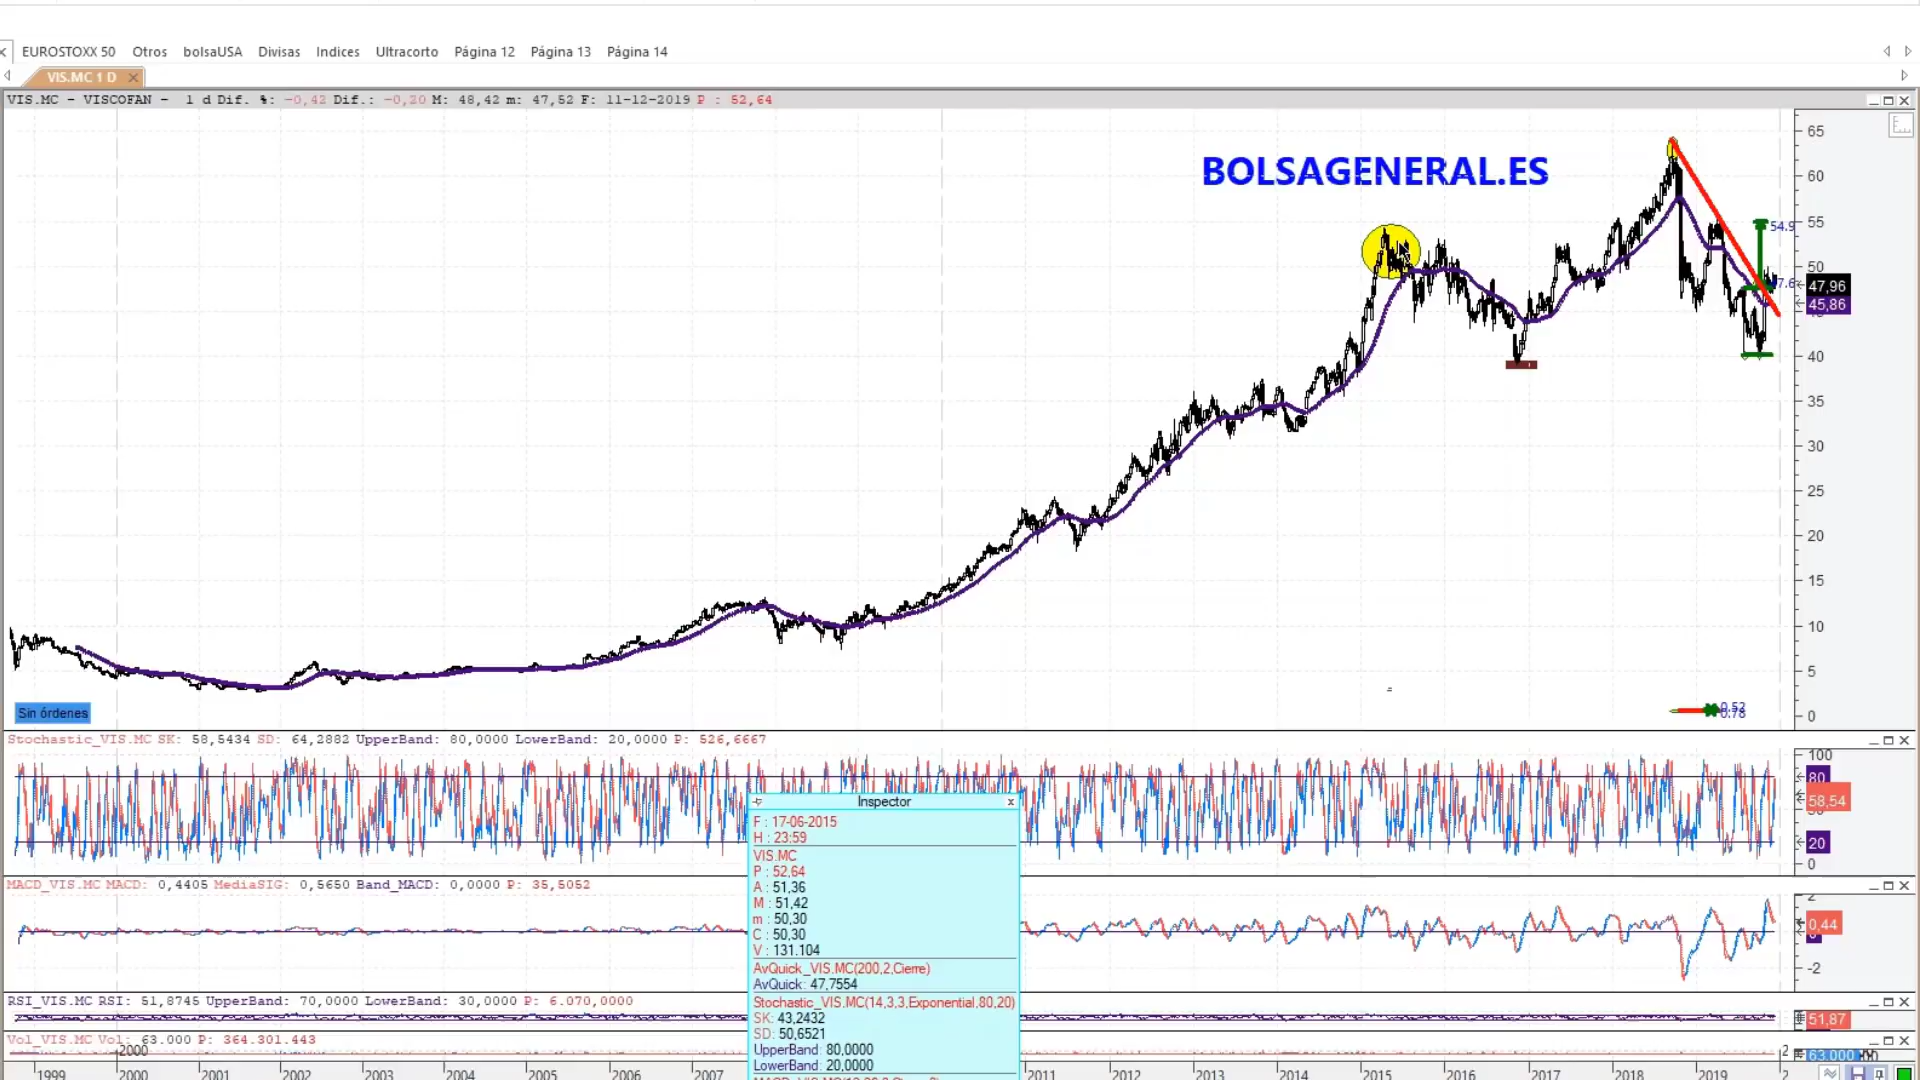 EUROSTOXX 50 Otros bolsaUSA Divisas Indices Ultracorto Página 12 Página 13 Página 14
VIS.MC 1 D
VIS.MC - VISCOFAN - 1 d Dif. %: -0,42 Dif.: -0,20 M: 48,42 m: 47,52 F: 11-12-2019 P : 52,64
BOLSAGENERAL.ES
65
60
55
54.9
50
47,96
45,86
40
35
30
25
20
15
10
5
0
0.52
0.78
Sin órdenes
Stochastic_VIS.MC SK: 58,5434 SD: 64,2882 UpperBand: 80,0000 LowerBand: 20,0000 P: 526,6667
100
80
58,54
20
0
Inspector
F : 17-06-2015
H : 23:59
VIS.MC
P : 52,64
A : 51,36
M : 51,42
m : 50,30
C : 50,30
V : 131.104
AvQuick_VIS.MC(200,2,Cierre)
AvQuick: 47,7554
Stochastic_VIS.MC(14,3,3,Exponential,80,20)
SK: 43,2432
SD: 50,6521
UpperBand: 80,0000
LowerBand: 20,0000
MACD_VIS.MC MACD: 0,4405 MediaSIG: 0,5650 Band_MACD: 0,0000 P: 35,5052
2
0,44
-2
RSI_VIS.MC RSI: 51,8745 UpperBand: 70,0000 LowerBand: 30,0000 P: 6.070,0000
51,87
Vol_VIS.MC Vol: 63.000 P: 364.301.443
2000
63.000
1999 2000 2001 2002 2003 2004 2005 2006 2007 2011 2012 2013 2014 2015 2016 2017 2018 2019